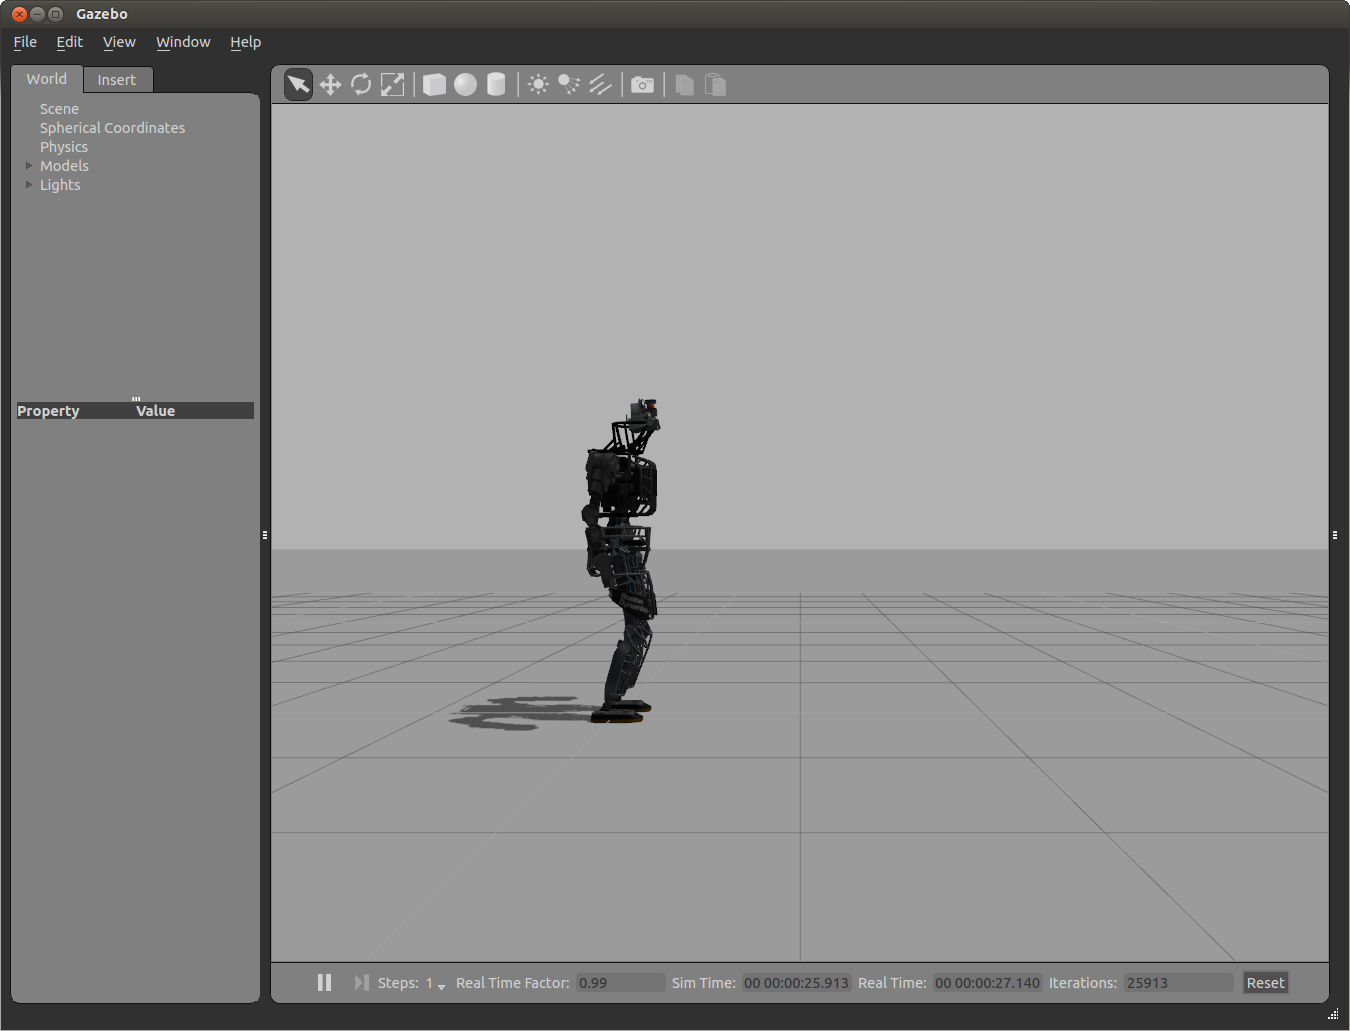 Gazebo
File Edit View Window Help
World Insert
Scene
Spherical Coordinates
Physics
Models
Lights
Property Value
Steps: 1 Real Time Factor: 0.99 Sim Time: 00 00:00:25.913 Real Time: 00 00:00:27.140 Iterations: 25913 Reset